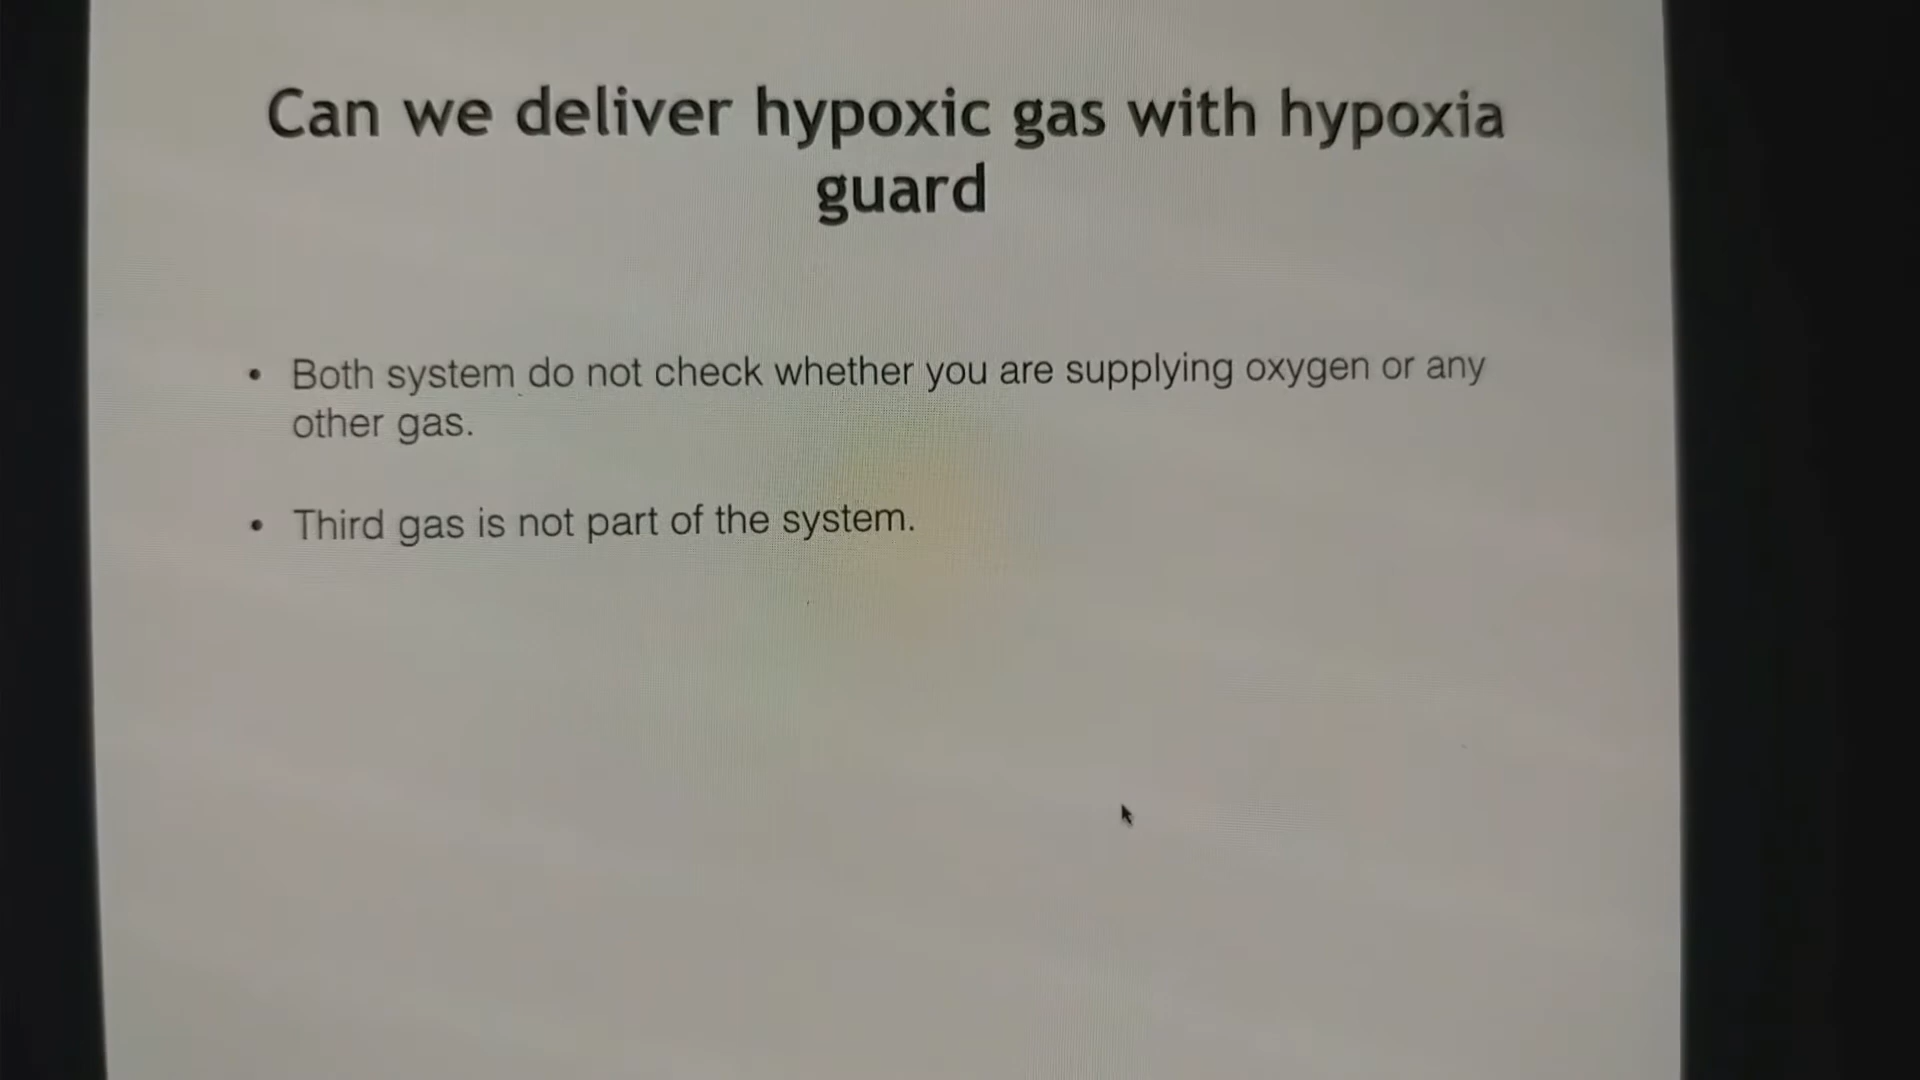 Can we deliver hypoxic gas with hypoxia
guard
• Both system do not check whether you are supplying oxygen or any
other gas.
• Third gas is not part of the system.